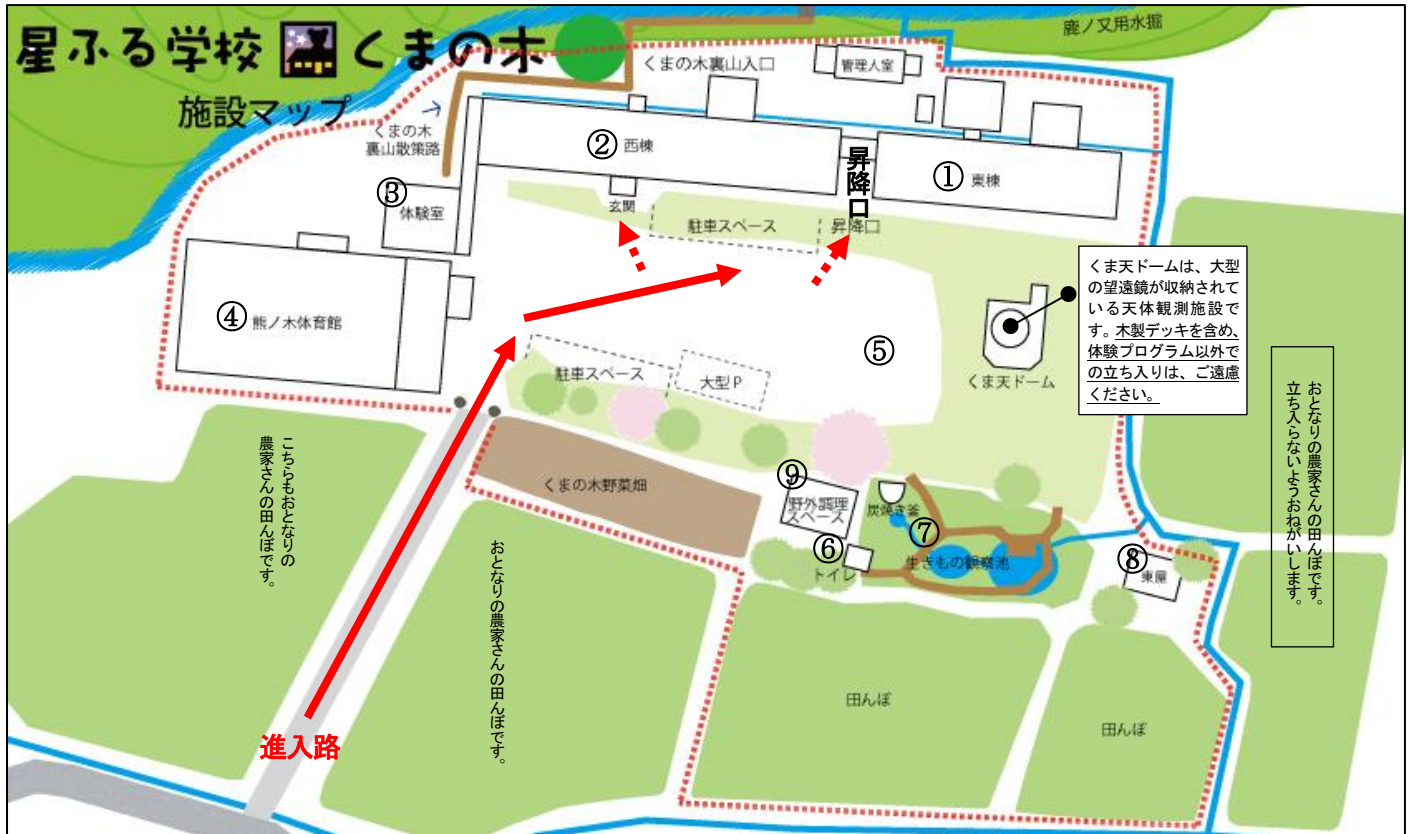 星ふる学校 くまの木
施設マップ
鹿ノ又用水掘
くまの木裏山入口
管理人室
くまの木
裏山散策路
② 西棟
昇降口
① 東棟
③
体験室
玄関
駐車スペース
昇降口
④ 熊ノ木体育館
⑤
くま天ドーム
くま天ドームは、大型
の望遠鏡が収納されて
いる天体観測施設で
す。木製デッキを含め、
体験プログラム以外で
の立ち入りは、ご遠慮
ください。
駐車スペース
大型P
おとなりの農家さんの田んぼです。
立ち入らないようおねがいします。
こちらもおとなりの
農家さんの田んぼです。
くまの木野菜畑
⑨
野外調理
スペース
炭焼き釜
⑦
生きもの観察池
⑥
トイレ
⑧
東屋
おとなりの農家さんの田んぼです。
田んぼ
田んぼ
進入路